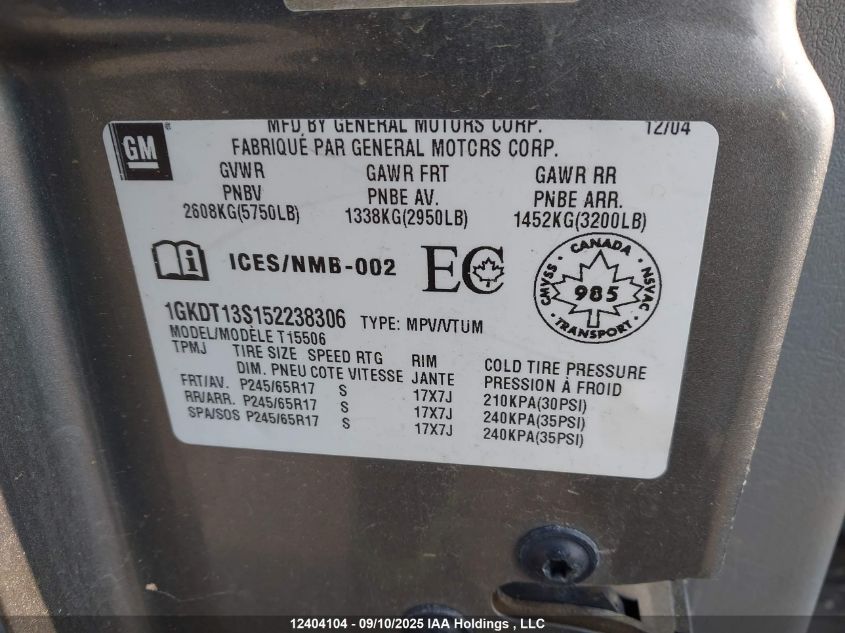 GM ®
MFD BY GENERAL MOTORS CORP. 12/04
FABRIQUÉ PAR GENERAL MOTORS CORP.
GVWR GAWR FRT GAWR RR
PNBV PNBE AV. PNBE ARR.
2608KG(5750LB) 1338KG(2950LB) 1452KG(3200LB)
i ICES/NMB-002 EC
CANADA
CMVSS 985 NSVAC
TRANSPORT
1GKDT13S152238306 TYPE: MPV/VTUM
MODEL/MODÈLE T15506
TPMJ TIRE SIZE SPEED RTG RIM COLD TIRE PRESSURE
DIM. PNEU COTE VITESSE JANTE PRESSION À FROID
FRT/AV. P245/65R17 S 17X7J 210KPA(30PSI)
RR/ARR. P245/65R17 S 17X7J 240KPA(35PSI)
SPA/SOS P245/65R17 S 17X7J 240KPA(35PSI)
12404104 - 09/10/2025 IAA Holdings , LLC